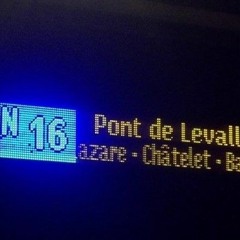 N 16
Pont de Levall
azare - Châtelet - Ba